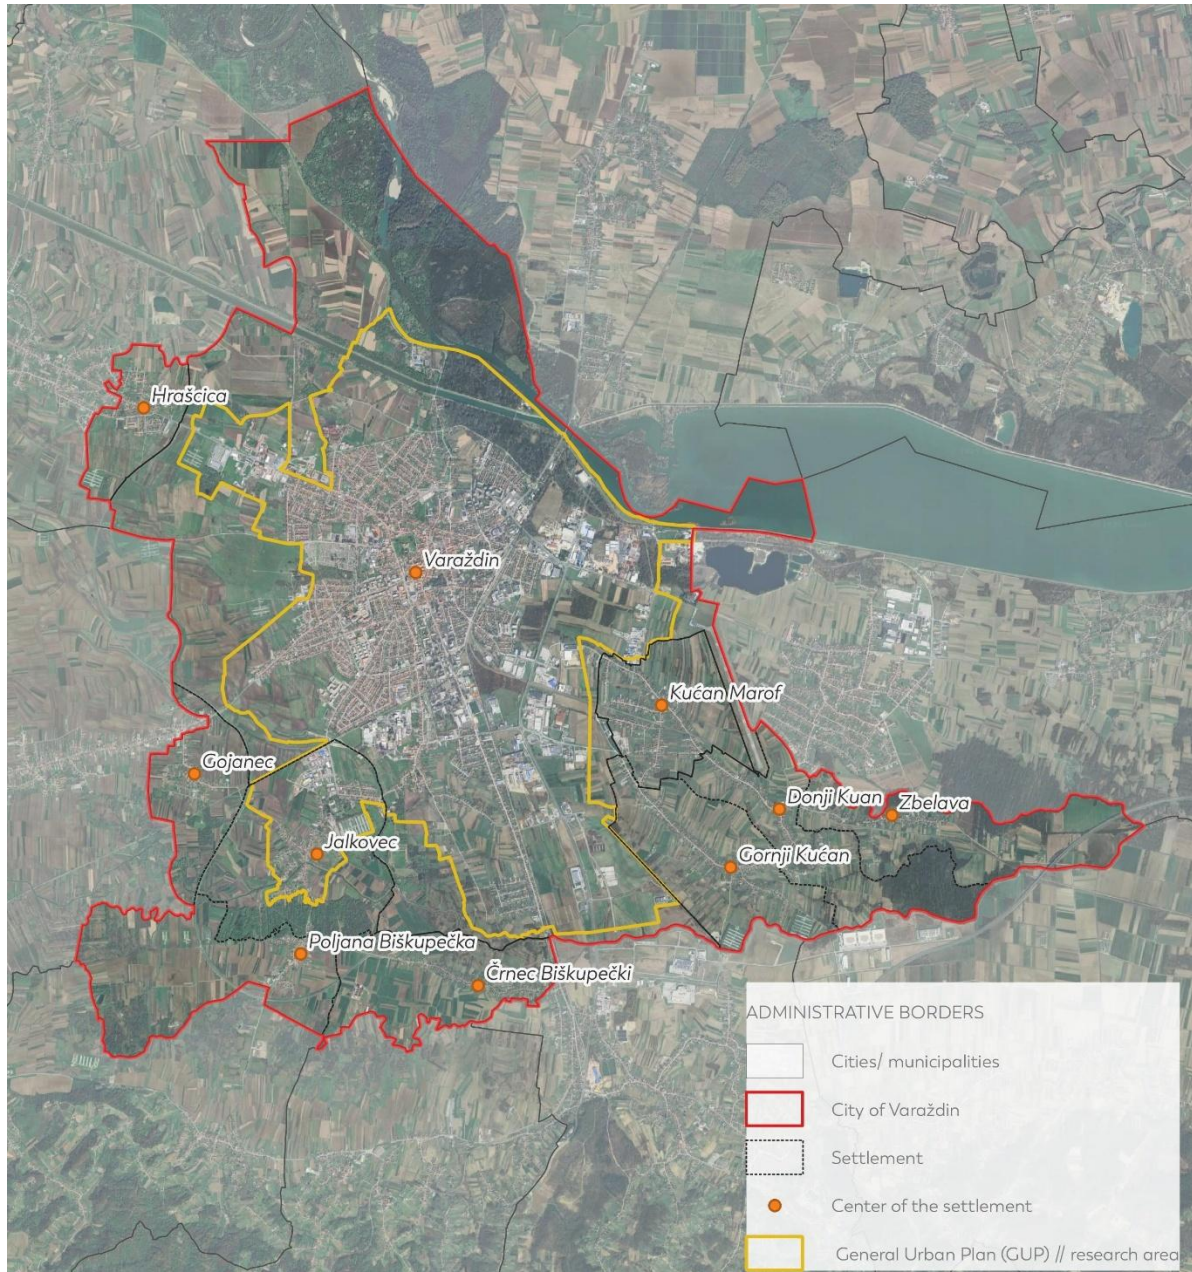 Hrašcica
Varaždin
Kućan Marof
Gojanec
Donji Kuan
Zbelava
Jalkovec
Gornji Kućan
Poljana Biškupečka
Črnec Biškupečki
ADMINISTRATIVE BORDERS
Cities/ municipalities
City of Varaždin
Settlement
Center of the settlement
General Urban Plan (GUP) // research area